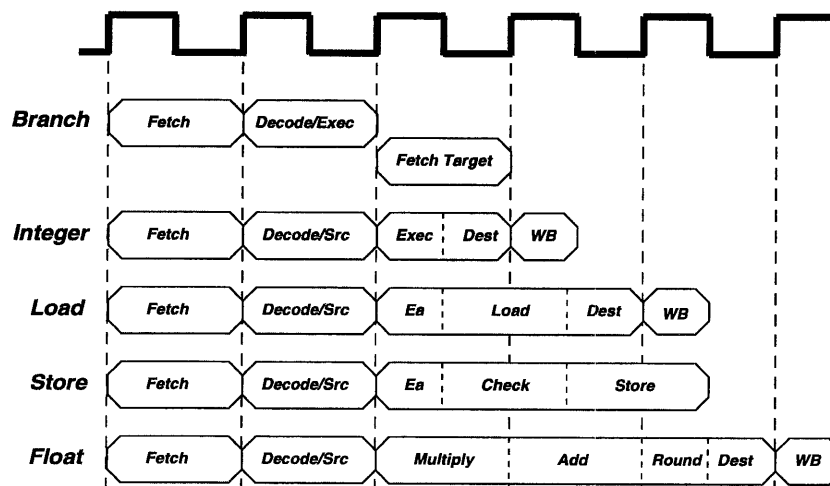 Branch Fetch Decode/Exec
Fetch Target
Integer Fetch Decode/Src Exec Dest WB
Load Fetch Decode/Src Ea Load Dest WB
Store Fetch Decode/Src Ea Check Store
Float Fetch Decode/Src Multiply Add Round Dest WB